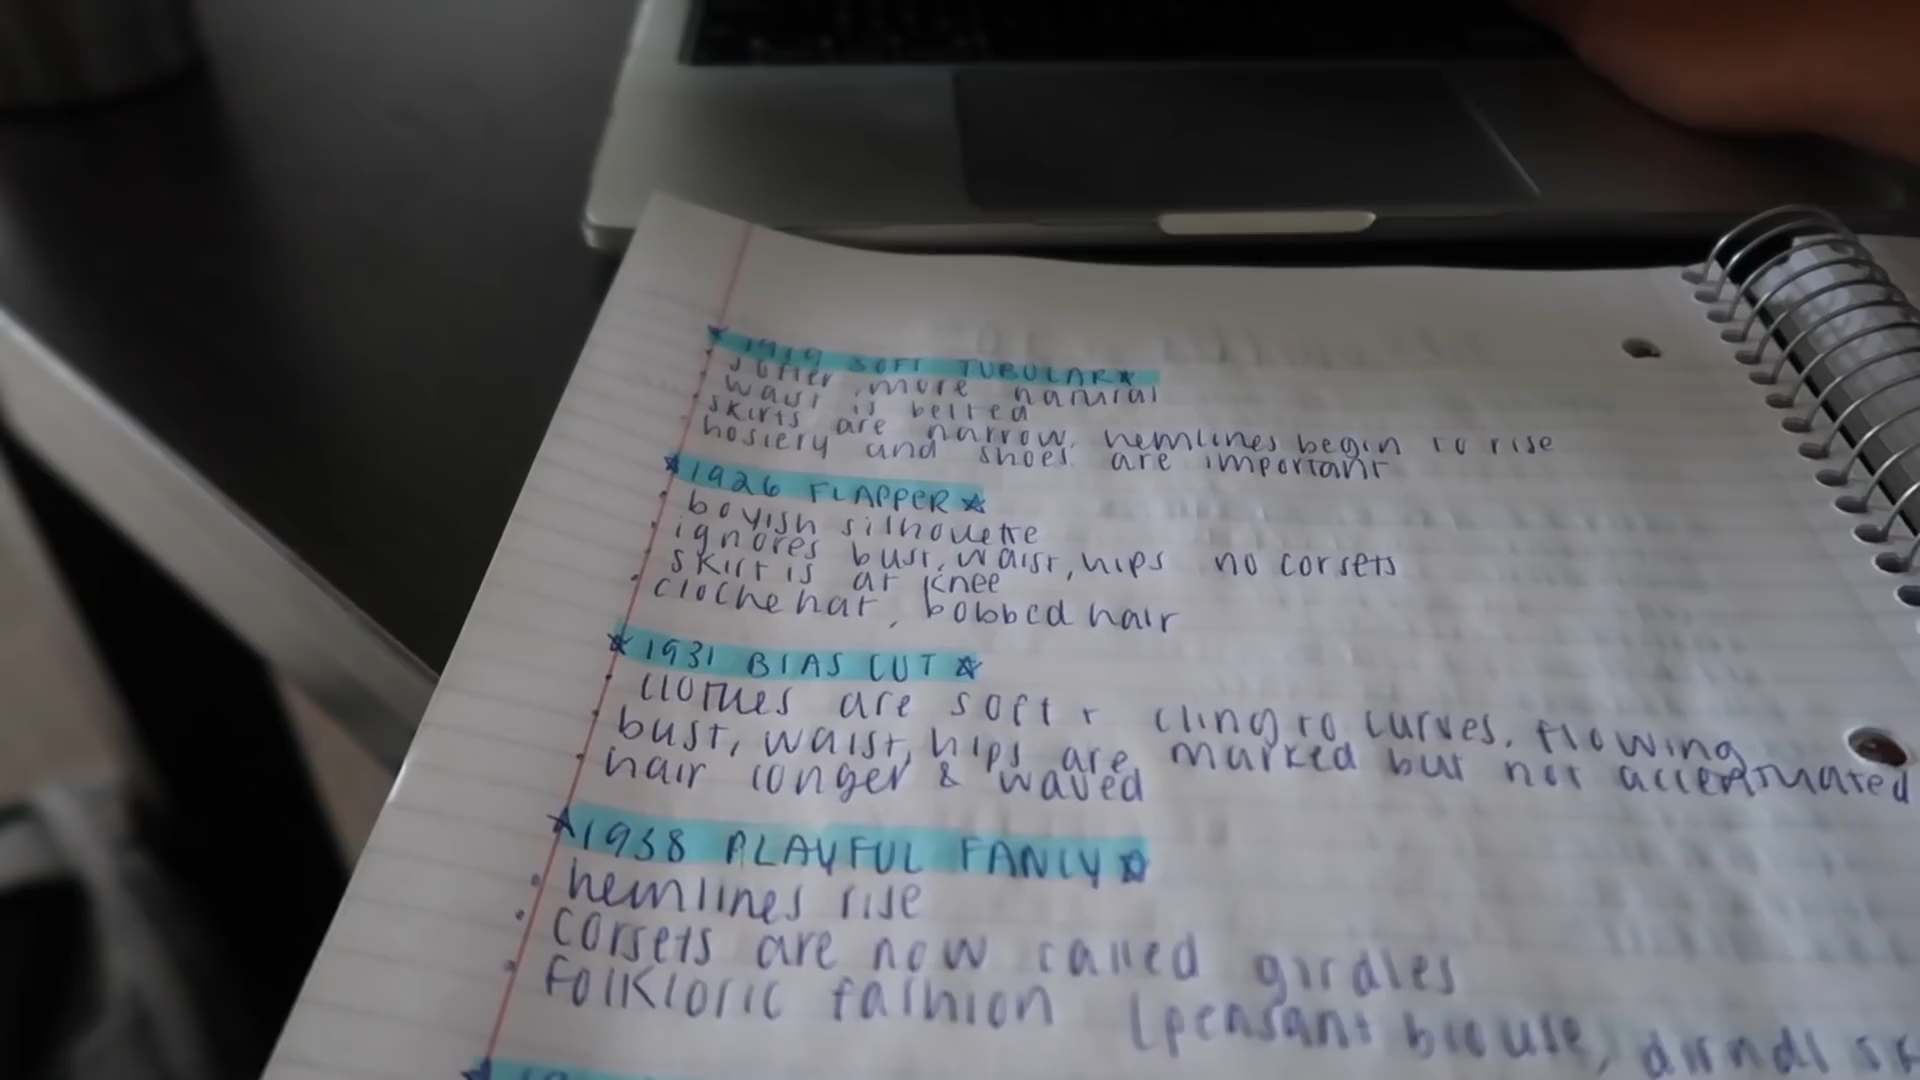 ☆ 1919 SOFT TUBULAR ☆
softer, more natural
waist is belted
skirts are narrow, hemlines begin to rise
hosiery and shoes are important
☆ 1926 FLAPPER ☆
boyish silhouette
ignores bust, waist, hips no corsets
skirt is at knee
cloche hat, bobbed hair
☆ 1931 BIAS CUT ☆
clothes are soft + cling to curves, flowing
bust, waist, hips are marked but not accentuated
hair longer & waved
☆ 1938 PLAYFUL FANCY ☆
hemlines rise
corsets are now called girdles
Folkloric fashion (peasant blouse, dirndl